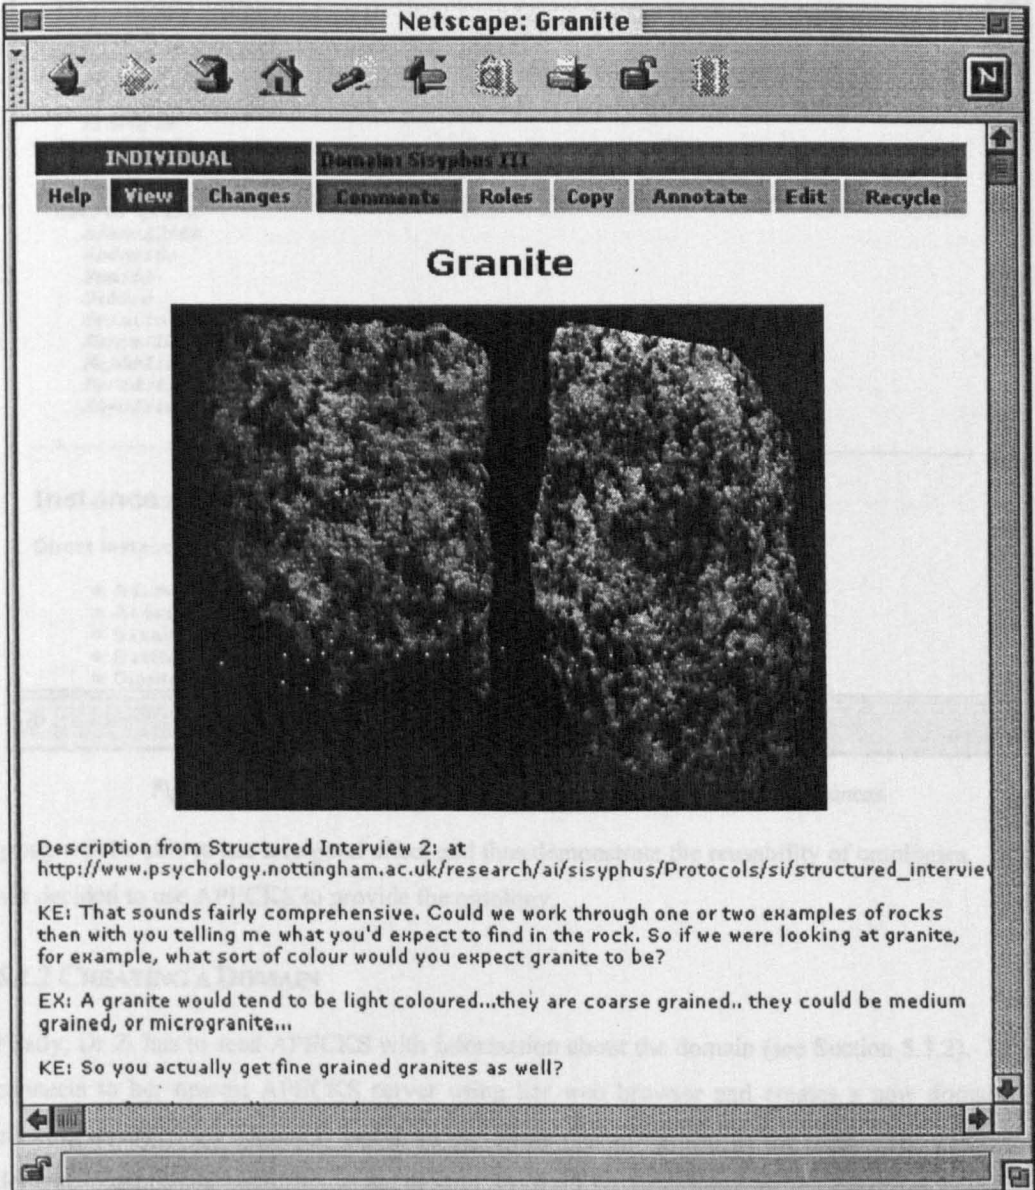 Netscape: Granite
N
INDIVIDUAL
Domain: Sisyphus III
Help View Changes Comments Roles Copy Annotate Edit Recycle
Granite
Description from Structured Interview 2: at
http://www.psychology.nottingham.ac.uk/research/ai/sisyphus/Protocols/si/structured_interview
KE: That sounds fairly comprehensive. Could we work through one or two examples of rocks
then with you telling me what you'd expect to find in the rock. So if we were looking at granite,
for example, what sort of colour would you expect granite to be?
EX: A granite would tend to be light coloured...they are coarse grained.. they could be medium
grained, or microgranite...
KE: So you actually get fine grained granites as well?